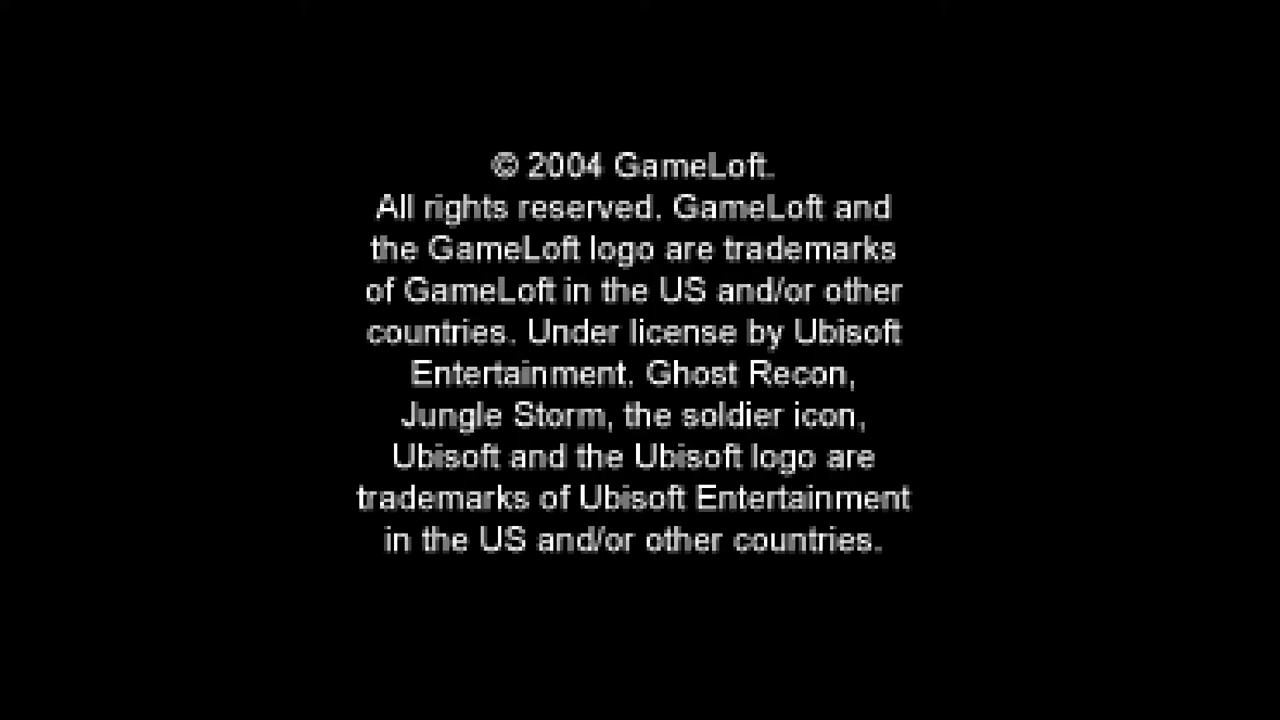 © 2004 GameLoft.
All rights reserved. GameLoft and
the GameLoft logo are trademarks
of GameLoft in the US and/or other
countries. Under license by Ubisoft
Entertainment. Ghost Recon,
Jungle Storm, the soldier icon,
Ubisoft and the Ubisoft logo are
trademarks of Ubisoft Entertainment
in the US and/or other countries.